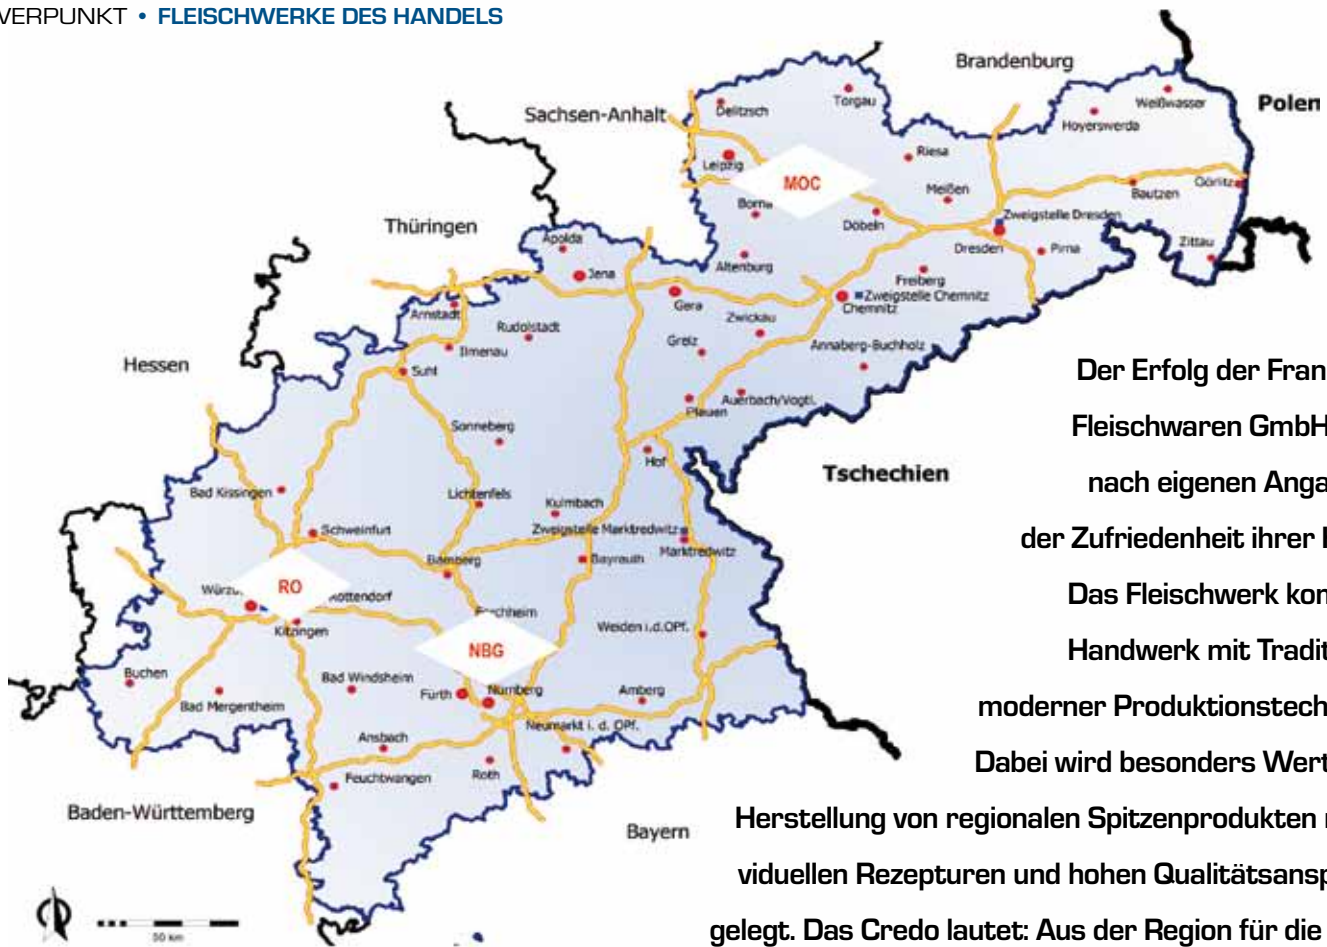 VERPUNKT • FLEISCHWERKE DES HANDELS
Brandenburg
Polen
Sachsen-Anhalt
Delitzsch
Torgau
Weißwasser
Hoyerswerda
Leipzig
Riesa
MOC
Meißen
Bautzen
Görlitz
Borna
Döbeln
Zweigstelle Dresden
Thüringen
Apolda
Dresden
Pirna
Zittau
Jena
Altenburg
Freiberg
Gera
Zweigstelle Chemnitz
Chemnitz
Arnstadt
Zwickau
Rudolstadt
Ilmenau
Greiz
Annaberg-Buchholz
Hessen
Suhl
Auerbach/Vogtl.
Plauen
Sonneberg
Hof
Tschechien
Bad Kissingen
Lichtenfels
Kulmbach
Schweinfurt
Zweigstelle Marktredwitz
Marktredwitz
Bamberg
Bayreuth
Würzu
RO
Rottendorf
Kitzingen
chheim
Weiden i.d.OPf.
NBG
Buchen
Bad Windsheim
Bad Mergentheim
Fürth
Nürnberg
Amberg
Neumarkt i. d. OPf.
Ansbach
Feuchtwangen
Roth
Baden-Württemberg
Bayern
50 km
Der Erfolg der Fran
Fleischwaren GmbH
nach eigenen Anga
der Zufriedenheit ihrer
Das Fleischwerk kon
Handwerk mit Tradit
moderner Produktionstech
Dabei wird besonders Wert
Herstellung von regionalen Spitzenprodukten
viduellen Rezepturen und hohen Qualitätsansp
gelegt. Das Credo lautet: Aus der Region für die